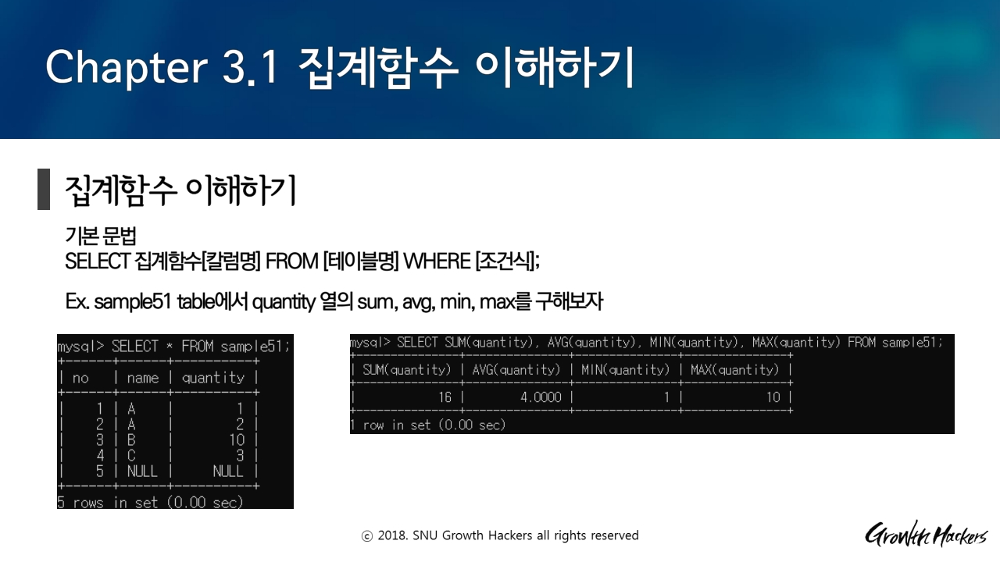 Chapter 3.1 집계함수 이해하기
집계함수 이해하기
기본 문법
SELECT 집계함수[칼럼명] FROM [테이블명] WHERE [조건식];
Ex. sample51 table에서 quantity 열의 sum, avg, min, max를 구해보자
mysql> SELECT * FROM sample51;
+------+------+----------+
| no   | name | quantity |
+------+------+----------+
|    1 | A    |        1 |
|    2 | A    |        2 |
|    3 | B    |       10 |
|    4 | C    |        3 |
|    5 | NULL |     NULL |
+------+------+----------+
5 rows in set (0.00 sec)
mysql> SELECT SUM(quantity), AVG(quantity), MIN(quantity), MAX(quantity) FROM sample51;
+---------------+---------------+---------------+---------------+
| SUM(quantity) | AVG(quantity) | MIN(quantity) | MAX(quantity) |
+---------------+---------------+---------------+---------------+
|            16 |        4.0000 |             1 |            10 |
+---------------+---------------+---------------+---------------+
1 row in set (0.00 sec)
ⓒ 2018. SNU Growth Hackers all rights reserved
Growth Hackers